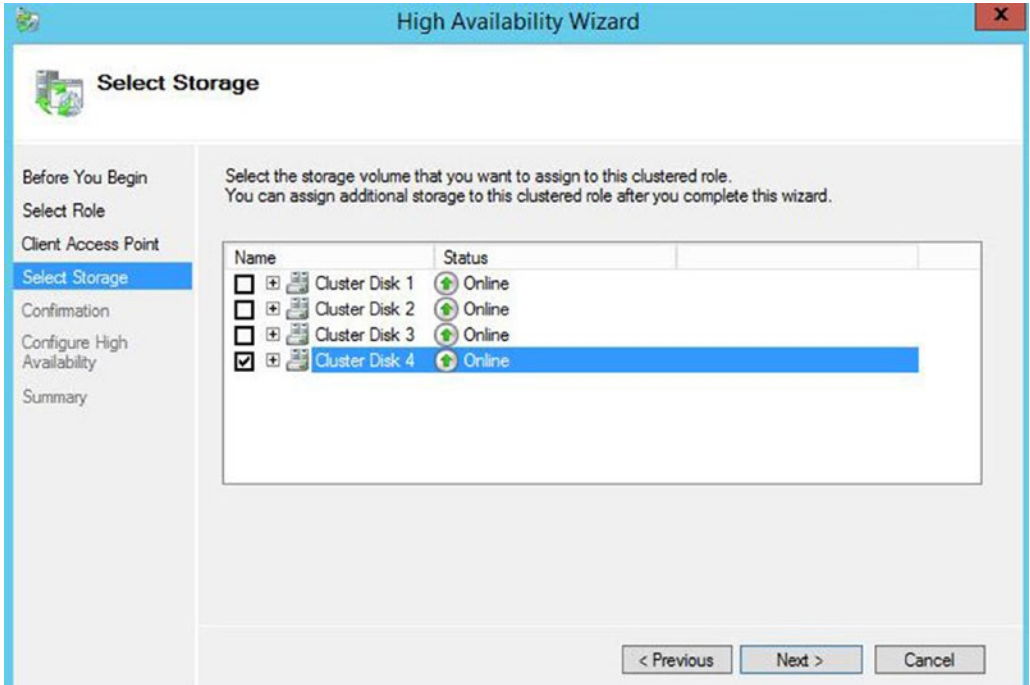 High Availability Wizard
x
Select Storage
Before You Begin
Select Role
Client Access Point
Select Storage
Confirmation
Configure High
Availability
Summary
Select the storage volume that you want to assign to this clustered role.
You can assign additional storage to this clustered role after you complete this wizard.
Name Status
Cluster Disk 1 Online
Cluster Disk 2 Online
Cluster Disk 3 Online
Cluster Disk 4 Online
< Previous Next > Cancel